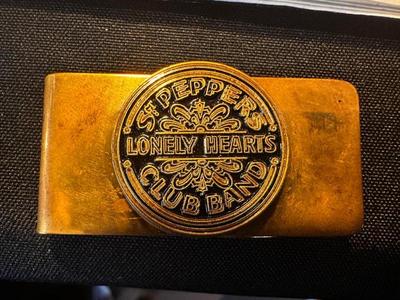 SGT. PEPPERS
LONELY HEARTS
CLUB BAND